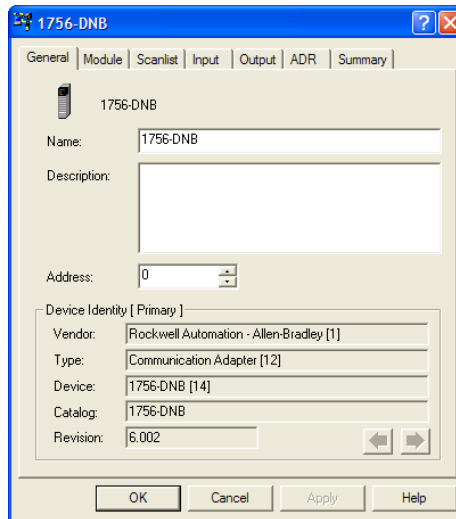 1756-DNB
General Module Scanlist Input Output ADR Summary
1756-DNB
Name: 1756-DNB
Description:
Address: 0
Device Identity [ Primary ]
Vendor: Rockwell Automation - Allen-Bradley [1]
Type: Communication Adapter [12]
Device: 1756-DNB [14]
Catalog: 1756-DNB
Revision: 6.002
OK Cancel Apply Help